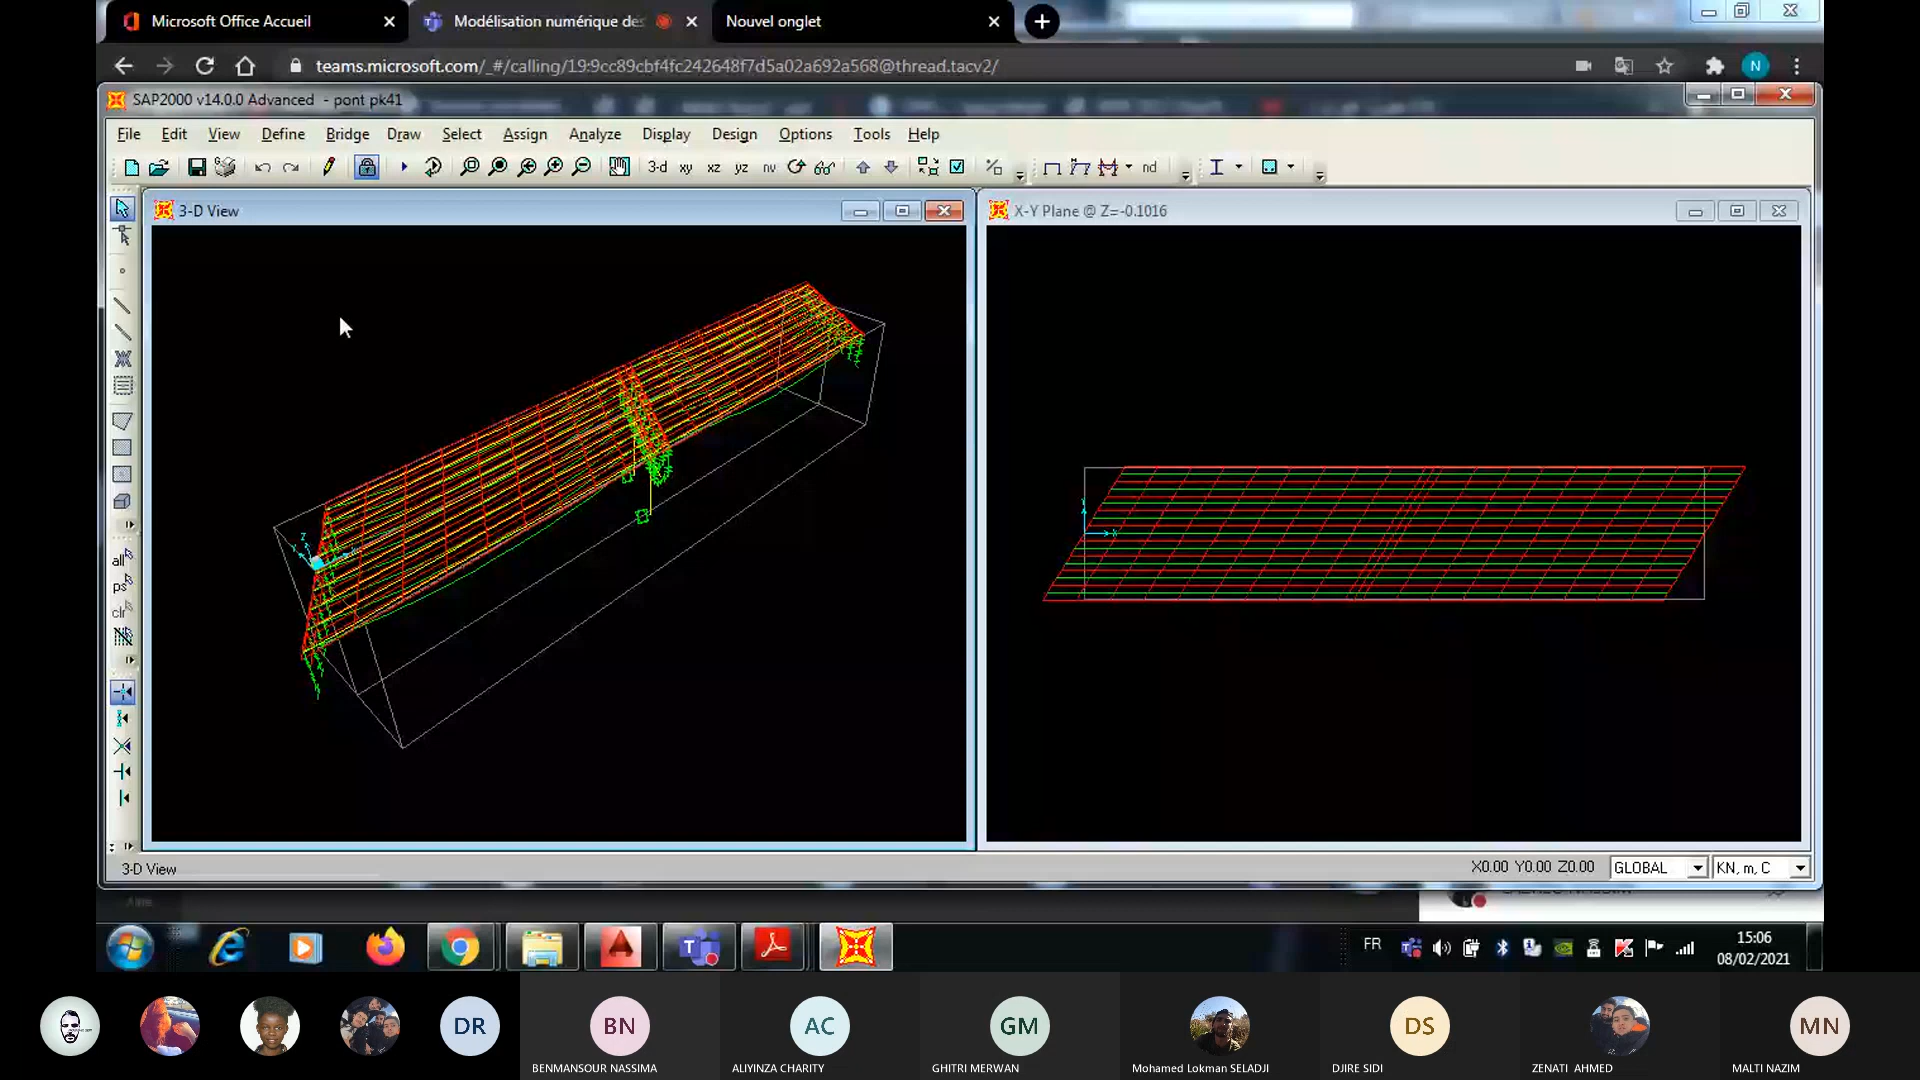 Microsoft Office Accueil
Modélisation numérique des
Nouvel onglet
teams.microsoft.com/_#/calling/19:9cc89cbf4fc242648f7d5a02a692a568@thread.tacv2/
N
SAP2000 v14.0.0 Advanced - pont pk41
File Edit View Define Bridge Draw Select Assign Analyze Display Design Options Tools Help
3-d xy xz yz nv nd
3-D View
X-Y Plane @ Z=-0.1016
Z
Y
X
all
ps
clr
3-D View
X0.00 Y0.00 Z0.00
GLOBAL
KN, m, C
FR
15:06
08/02/2021
DR
BN
AC
GM
DS
MN
BENMANSOUR NASSIMA
ALIYINZA CHARITY
GHITRI MERWAN
Mohamed Lokman SELADJI
DJIRE SIDI
ZENATI AHMED
MALTI NAZIM